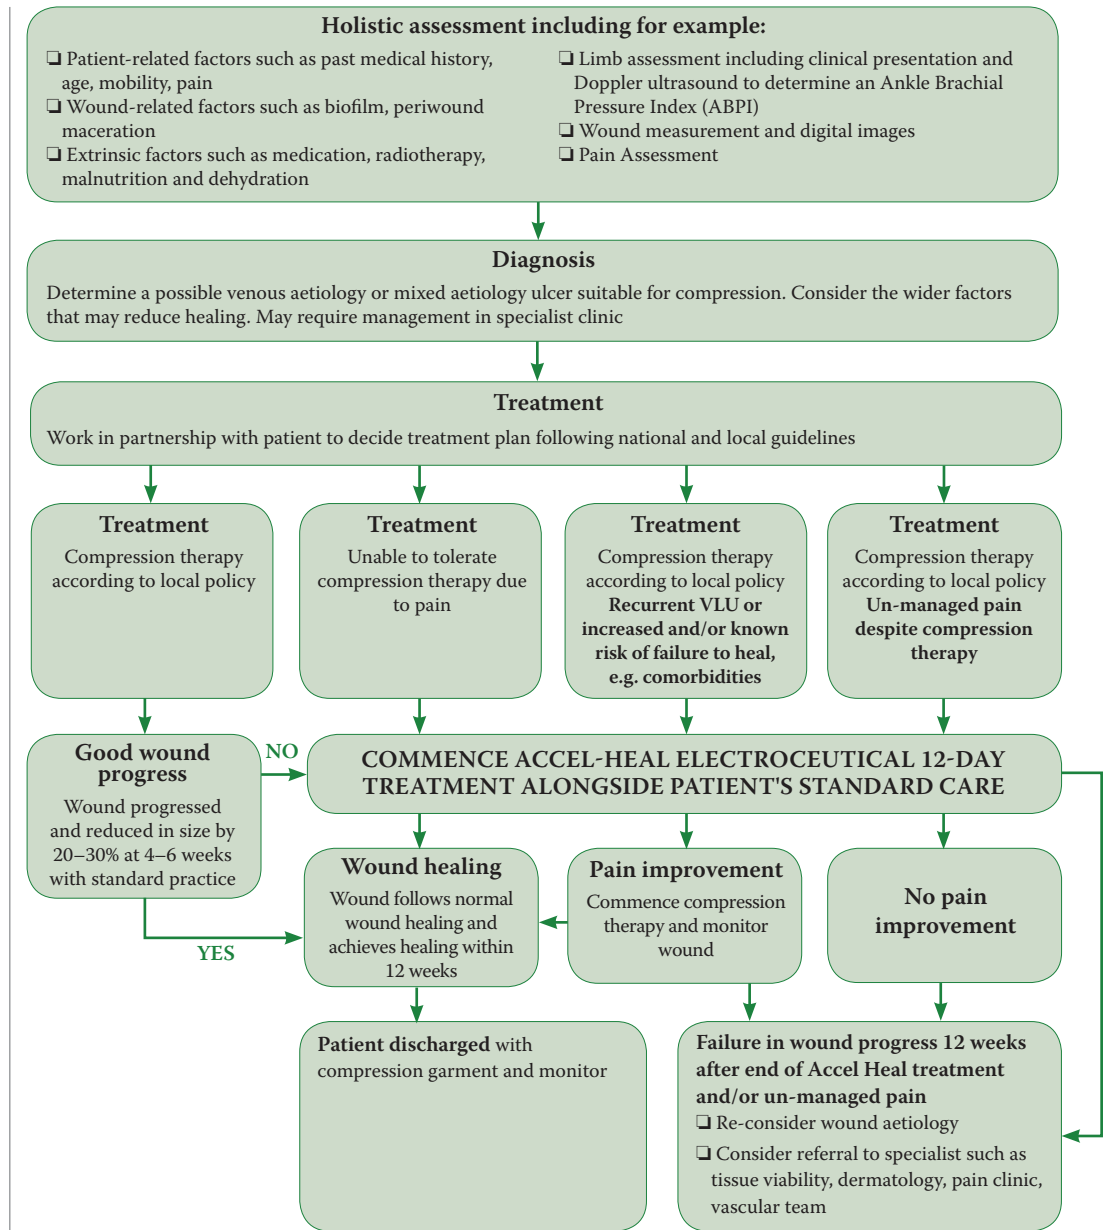 Holistic assessment including for example:
❏ Patient-related factors such as past medical history,
age, mobility, pain
❏ Wound-related factors such as biofilm, periwound
maceration
❏ Extrinsic factors such as medication, radiotherapy,
malnutrition and dehydration
❏ Limb assessment including clinical presentation and
Doppler ultrasound to determine an Ankle Brachial
Pressure Index (ABPI)
❏ Wound measurement and digital images
❏ Pain Assessment
Diagnosis
Determine a possible venous aetiology or mixed aetiology ulcer suitable for compression. Consider the wider factors
that may reduce healing. May require management in specialist clinic
Treatment
Work in partnership with patient to decide treatment plan following national and local guidelines
Treatment
Compression therapy
according to local policy
Treatment
Unable to tolerate
compression therapy due
to pain
Treatment
Compression therapy
according to local policy
Recurrent VLU or
increased and/or known
risk of failure to heal,
e.g. comorbidities
Treatment
Compression therapy
according to local policy
Un-managed pain
despite compression
therapy
Good wound
progress
Wound progressed
and reduced in size by
20–30% at 4–6 weeks
with standard practice
NO
COMMENCE ACCEL-HEAL ELECTROCEUTICAL 12-DAY
TREATMENT ALONGSIDE PATIENT'S STANDARD CARE
YES
Wound healing
Wound follows normal
wound healing and
achieves healing within
12 weeks
Pain improvement
Commence compression
therapy and monitor
wound
No pain
improvement
Patient discharged with
compression garment and monitor
Failure in wound progress 12 weeks
after end of Accel Heal treatment
and/or un-managed pain
❏ Re-consider wound aetiology
❏ Consider referral to specialist such as
tissue viability, dermatology, pain clinic,
vascular team